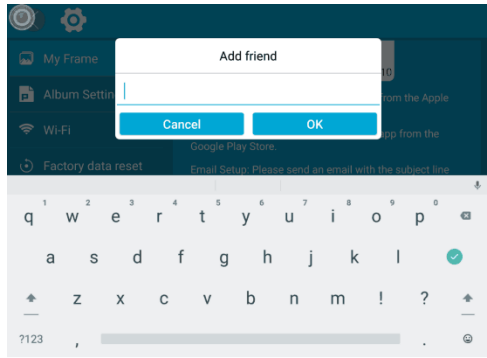 My Frame
Add friend
10
Album Settin
from the Apple
Cancel
OK
Wi-Fi
app from the
Google Play Store.
Factory data reset
Email Setup: Please send an email with the subject line
q 1 w 2 e 3 r 4 t 5 y 6 u 7 i 8 o 9 p 0
a s d f g h j k l
z x c v b n m ! ?
?123 , .